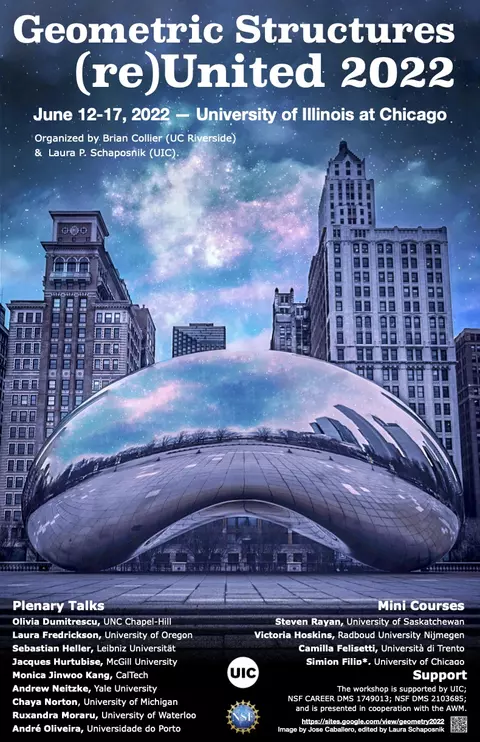 Geometric Structures
(re)United 2022
June 12-17, 2022 — University of Illinois at Chicago
Organized by Brian Collier (UC Riverside)
& Laura P. Schaposnik (UIC).
Plenary Talks
Olivia Dumitrescu, UNC Chapel-Hill
Laura Fredrickson, University of Oregon
Sebastian Heller, Leibniz Universität
Jacques Hurtubise, McGill University
Monica Jinwoo Kang, CalTech
Andrew Neitzke, Yale University
Chaya Norton, University of Michigan
Ruxandra Moraru, University of Waterloo
André Oliveira, Universidade do Porto
UIC
NSF
Mini Courses
Steven Rayan, University of Saskatchewan
Victoria Hoskins, Radboud University Nijmegen
Camilla Felisetti, Università di Trento
Simion Filip*, University of Chicago
Support
The workshop is supported by UIC;
NSF CAREER DMS 1749013; NSF DMS 2103685;
and is presented in cooperation with the AWM.
https://sites.google.com/view/geometry2022
Image by Jose Caballero, edited by Laura Schaposnik